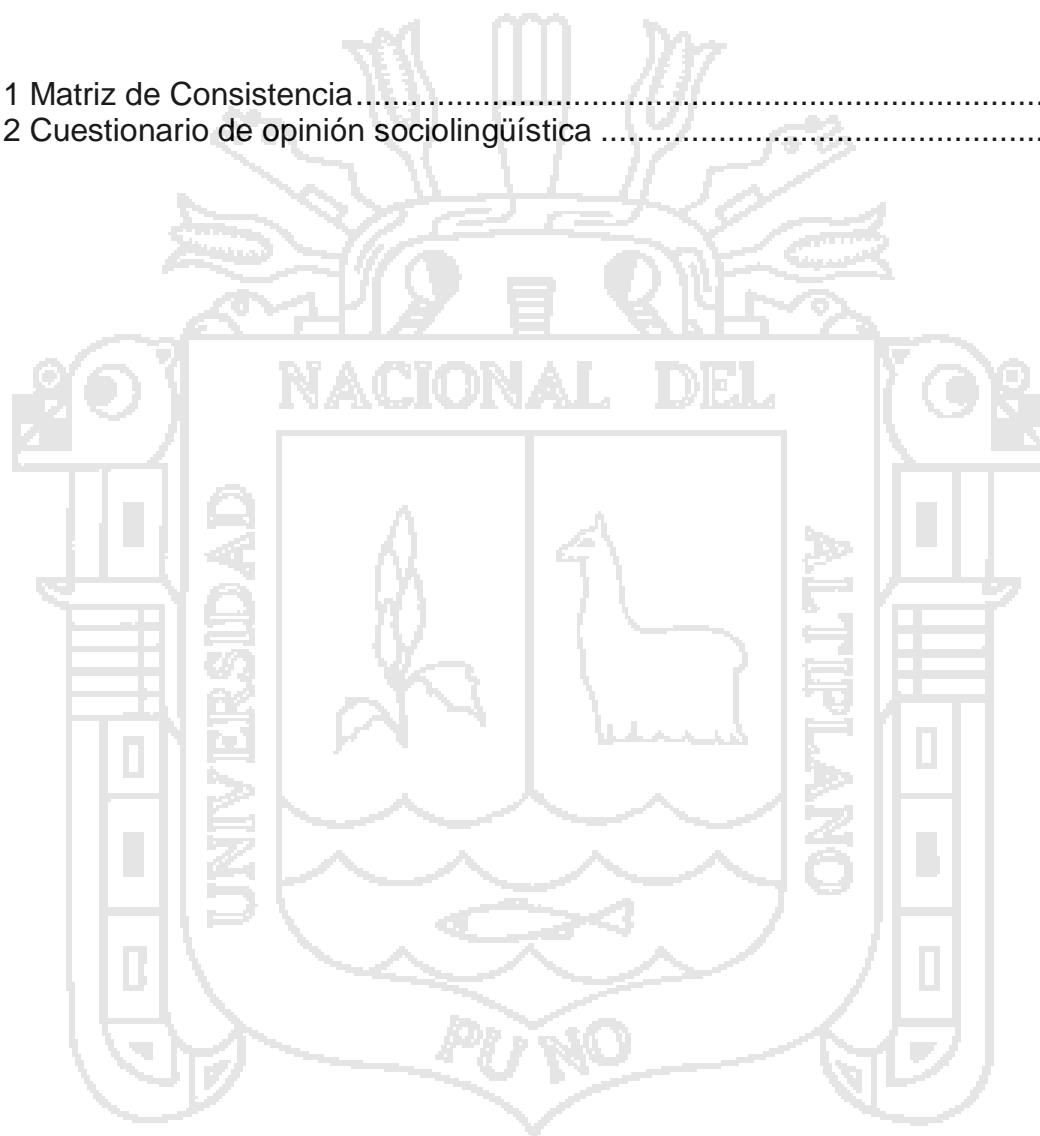 1 Matriz de Consistencia....................................................................................
2 Cuestionario de opinión sociolingüística ......................................................
NACIONAL DEL
UNIVERSIDAD
ALTIPLANO
PUNO